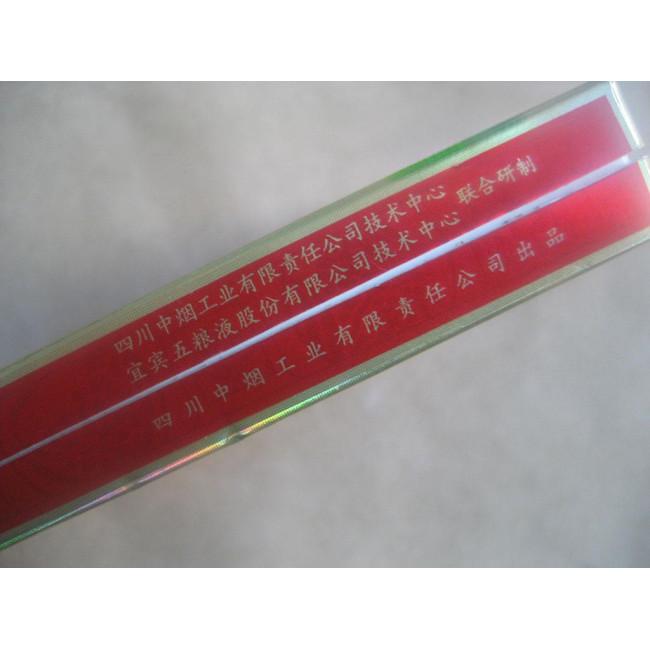 四川中烟工业有限责任公司技术中心
宜宾五粮液股份有限公司技术中心
联合研制
四川中烟工业有限责任公司出品